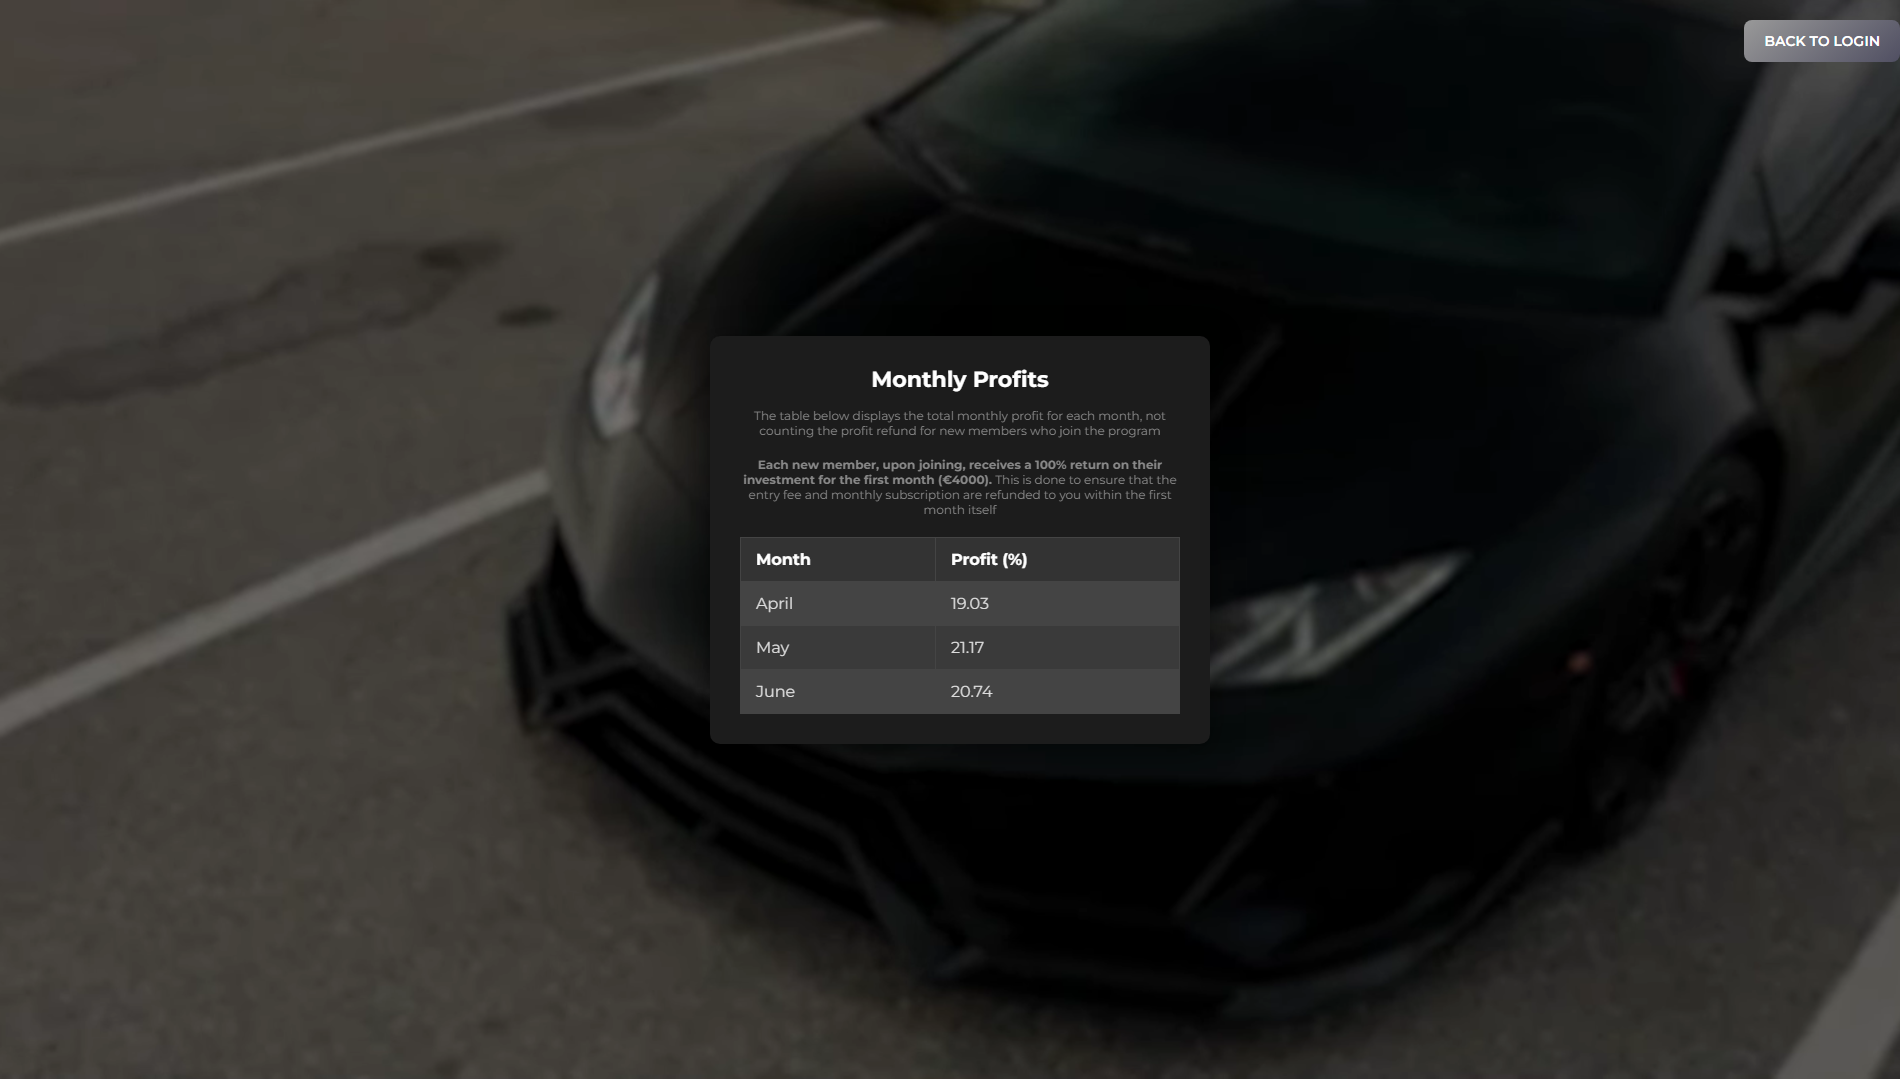 BACK TO LOGIN
Monthly Profits
The table below displays the total monthly profit for each month, not
counting the profit refund for new members who join the program
Each new member, upon joining, receives a 100% return on their
investment for the first month (€4000). This is done to ensure that the
entry fee and monthly subscription are refunded to you within the first
month itself
Month Profit (%)
April 19.03
May 21.17
June 20.74